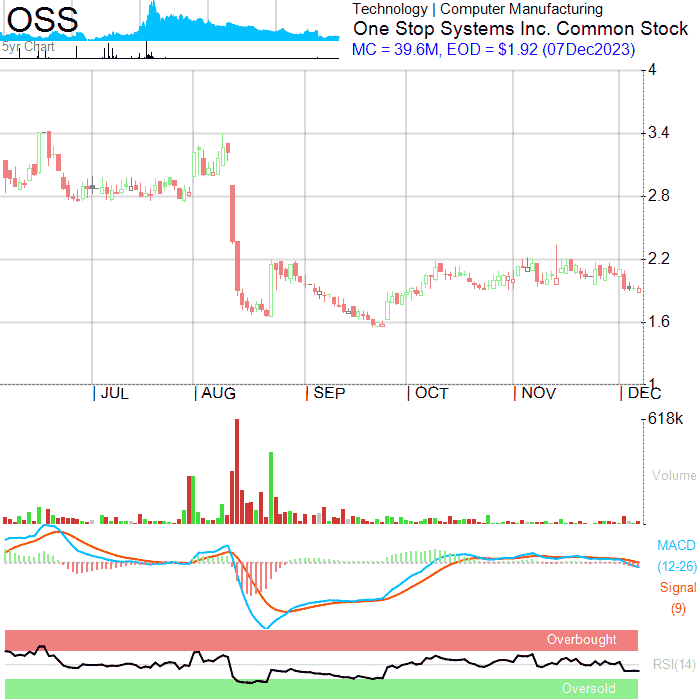 OSS
5yr Chart
Technology | Computer Manufacturing
One Stop Systems Inc. Common Stock
MC = 39.6M, EOD = $1.92 (07Dec2023)
4
3.4
2.8
2.2
1.6
1
JUL
AUG
SEP
OCT
NOV
DEC
618k
Volume
MACD
(12-26)
Signal
(9)
Overbought
RSI(14)
Oversold